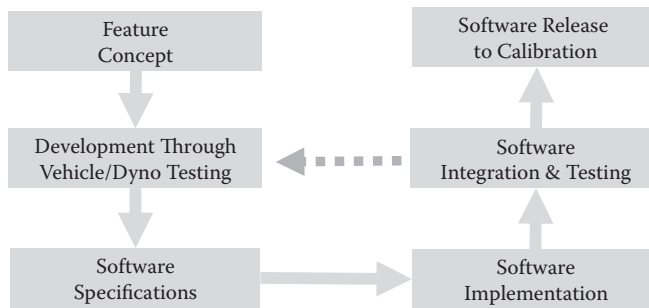 Feature
Concept
Development Through
Vehicle/Dyno Testing
Software
Specifications
Software
Implementation
Software
Integration & Testing
Software Release
to Calibration